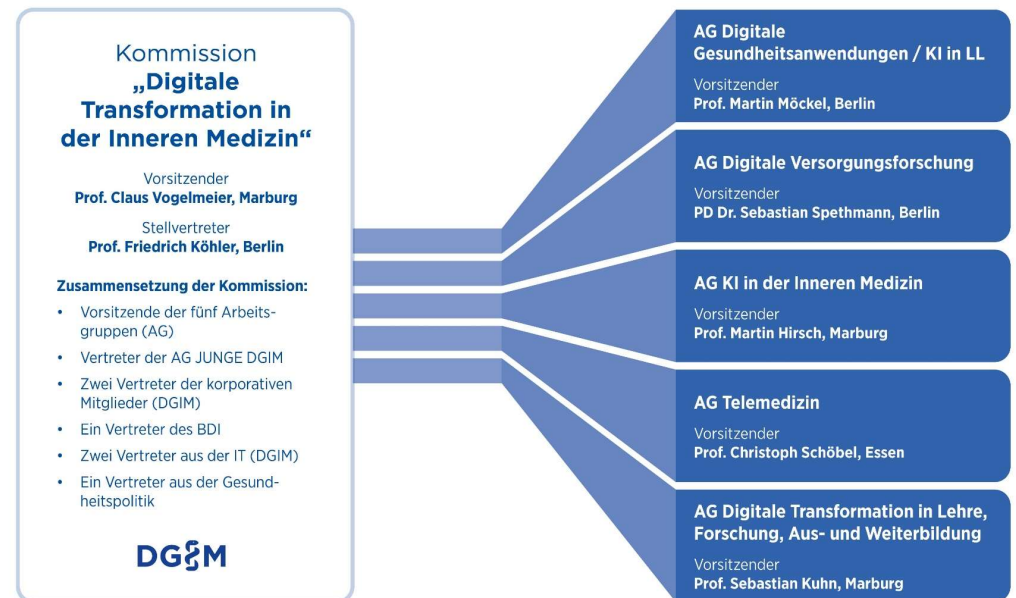 Kommission
„Digitale
Transformation in
der Inneren Medizin“
Vorsitzender
Prof. Claus Vogelmeier, Marburg
Stellvertreter
Prof. Friedrich Köhler, Berlin
Zusammensetzung der Kommission:
• Vorsitzende der fünf Arbeits-
gruppen (AG)
• Vertreter der AG JUNGE DGIM
• Zwei Vertreter der korporativen
Mitglieder (DGIM)
• Ein Vertreter des BDI
• Zwei Vertreter aus der IT (DGIM)
• Ein Vertreter aus der Gesund-
heitspolitik
DGIM
AG Digitale
Gesundheitsanwendungen / KI in LL
Vorsitzender
Prof. Martin Möckel, Berlin
AG Digitale Versorgungsforschung
Vorsitzender
PD Dr. Sebastian Spethmann, Berlin
AG KI in der Inneren Medizin
Vorsitzender
Prof. Martin Hirsch, Marburg
AG Telemedizin
Vorsitzender
Prof. Christoph Schöbel, Essen
AG Digitale Transformation in Lehre,
Forschung, Aus- und Weiterbildung
Vorsitzender
Prof. Sebastian Kuhn, Marburg